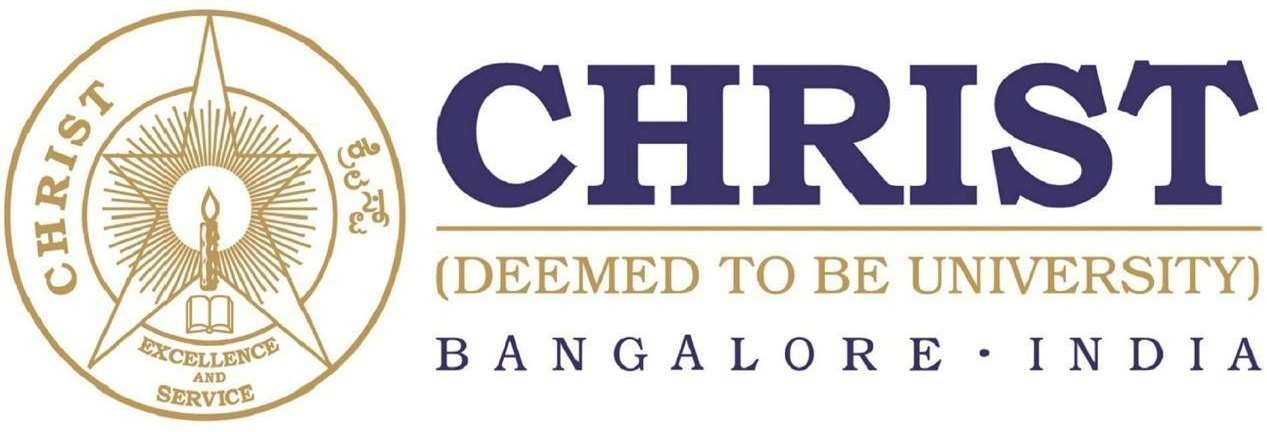 CHRIST
ಕ್ರೈಸ್ಟ್
EXCELLENCE
AND
SERVICE
CHRIST
(DEEMED TO BE UNIVERSITY)
BANGALORE · INDIA